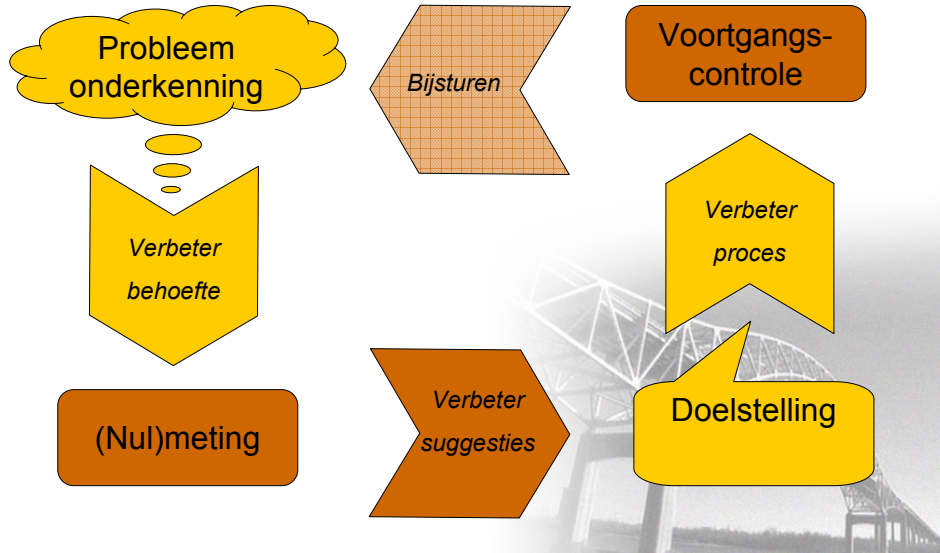 Probleem
onderkenning
Bijsturen
Voortgangs-
controle
Verbeter
behoefte
Verbeter
proces
(Nul)meting
Verbeter
suggesties
Doelstelling